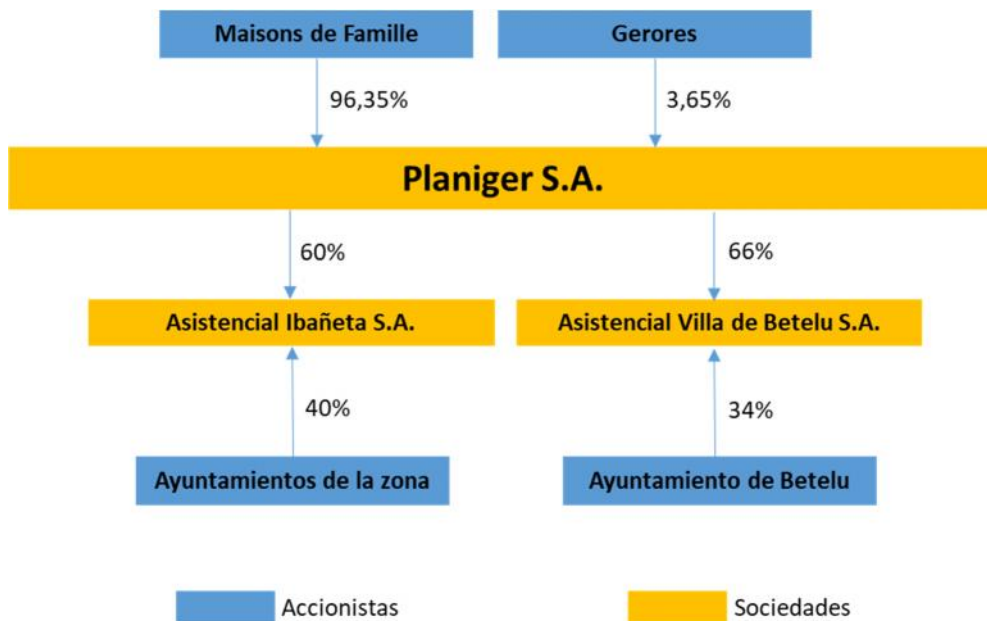 Maisons de Famille
Gerores
96,35%
3,65%
Planiger S.A.
60%
66%
Asistencial Ibañeta S.A.
Asistencial Villa de Betelu S.A.
40%
34%
Ayuntamientos de la zona
Ayuntamiento de Betelu
Accionistas
Sociedades